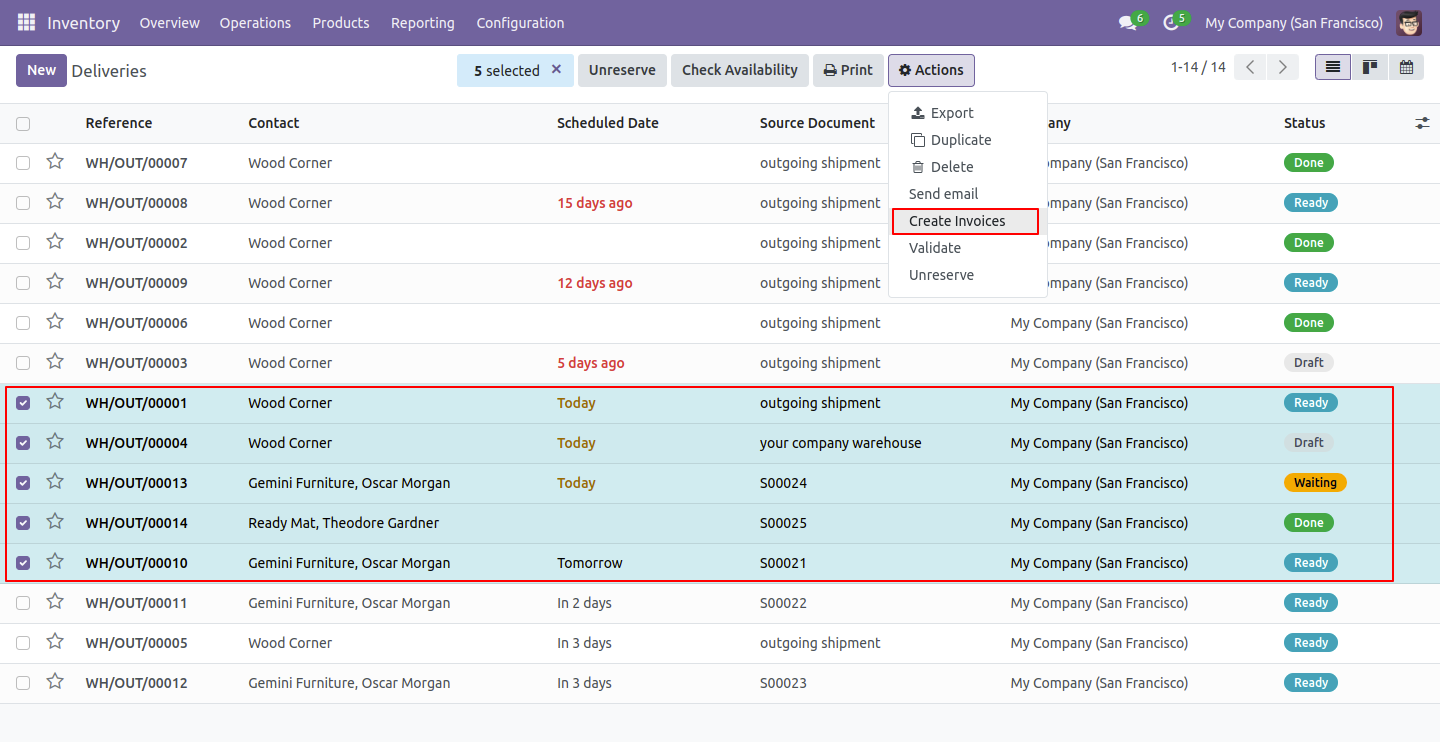 Inventory Overview Operations Products Reporting Configuration 6 5 My Company (San Francisco)
New Deliveries 5 selected × Unreserve Check Availability Print Actions 1-14 / 14
Export
Duplicate
Delete
Send email
Create Invoices
Validate
Unreserve
Reference Contact Scheduled Date Source Document any Status
WH/OUT/00007 Wood Corner outgoing shipment My Company (San Francisco) Done
WH/OUT/00008 Wood Corner 15 days ago outgoing shipment My Company (San Francisco) Ready
WH/OUT/00002 Wood Corner outgoing shipment My Company (San Francisco) Done
WH/OUT/00009 Wood Corner 12 days ago outgoing shipment My Company (San Francisco) Ready
WH/OUT/00006 Wood Corner outgoing shipment My Company (San Francisco) Done
WH/OUT/00003 Wood Corner 5 days ago outgoing shipment My Company (San Francisco) Draft
WH/OUT/00001 Wood Corner Today outgoing shipment My Company (San Francisco) Ready
WH/OUT/00004 Wood Corner Today your company warehouse My Company (San Francisco) Draft
WH/OUT/00013 Gemini Furniture, Oscar Morgan Today S00024 My Company (San Francisco) Waiting
WH/OUT/00014 Ready Mat, Theodore Gardner S00025 My Company (San Francisco) Done
WH/OUT/00010 Gemini Furniture, Oscar Morgan Tomorrow S00021 My Company (San Francisco) Ready
WH/OUT/00011 Gemini Furniture, Oscar Morgan In 2 days S00022 My Company (San Francisco) Ready
WH/OUT/00005 Wood Corner In 3 days outgoing shipment My Company (San Francisco) Ready
WH/OUT/00012 Gemini Furniture, Oscar Morgan In 3 days S00023 My Company (San Francisco) Ready